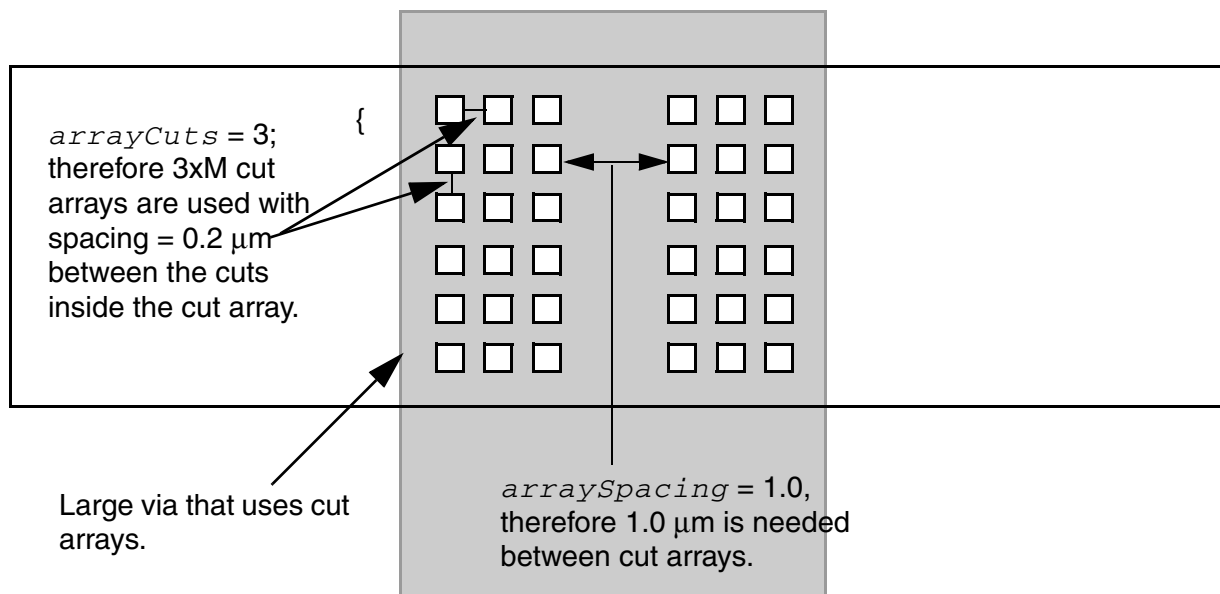 {
arrayCuts = 3;
therefore 3xM cut
arrays are used with
spacing = 0.2 μm
between the cuts
inside the cut array.
Large via that uses cut
arrays.
arraySpacing = 1.0,
therefore 1.0 μm is needed
between cut arrays.